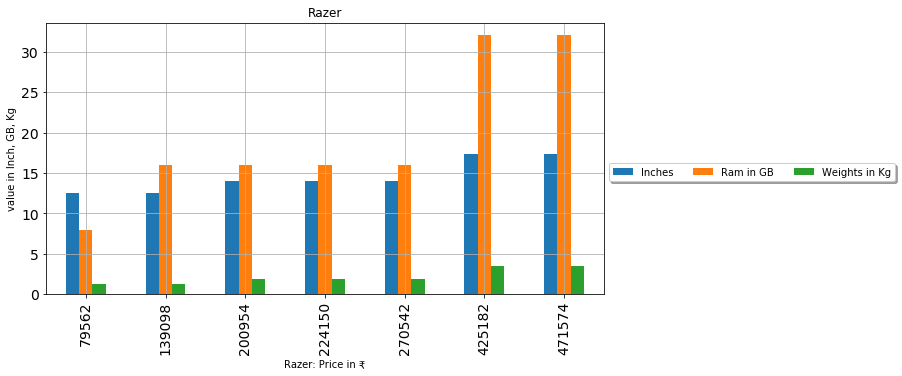 Razer
value in Inch, GB, Kg
30
25
20
15
10
5
0
79562
139098
200954
224150
270542
425182
471574
Razer: Price in ₹
Inches
Ram in GB
Weights in Kg